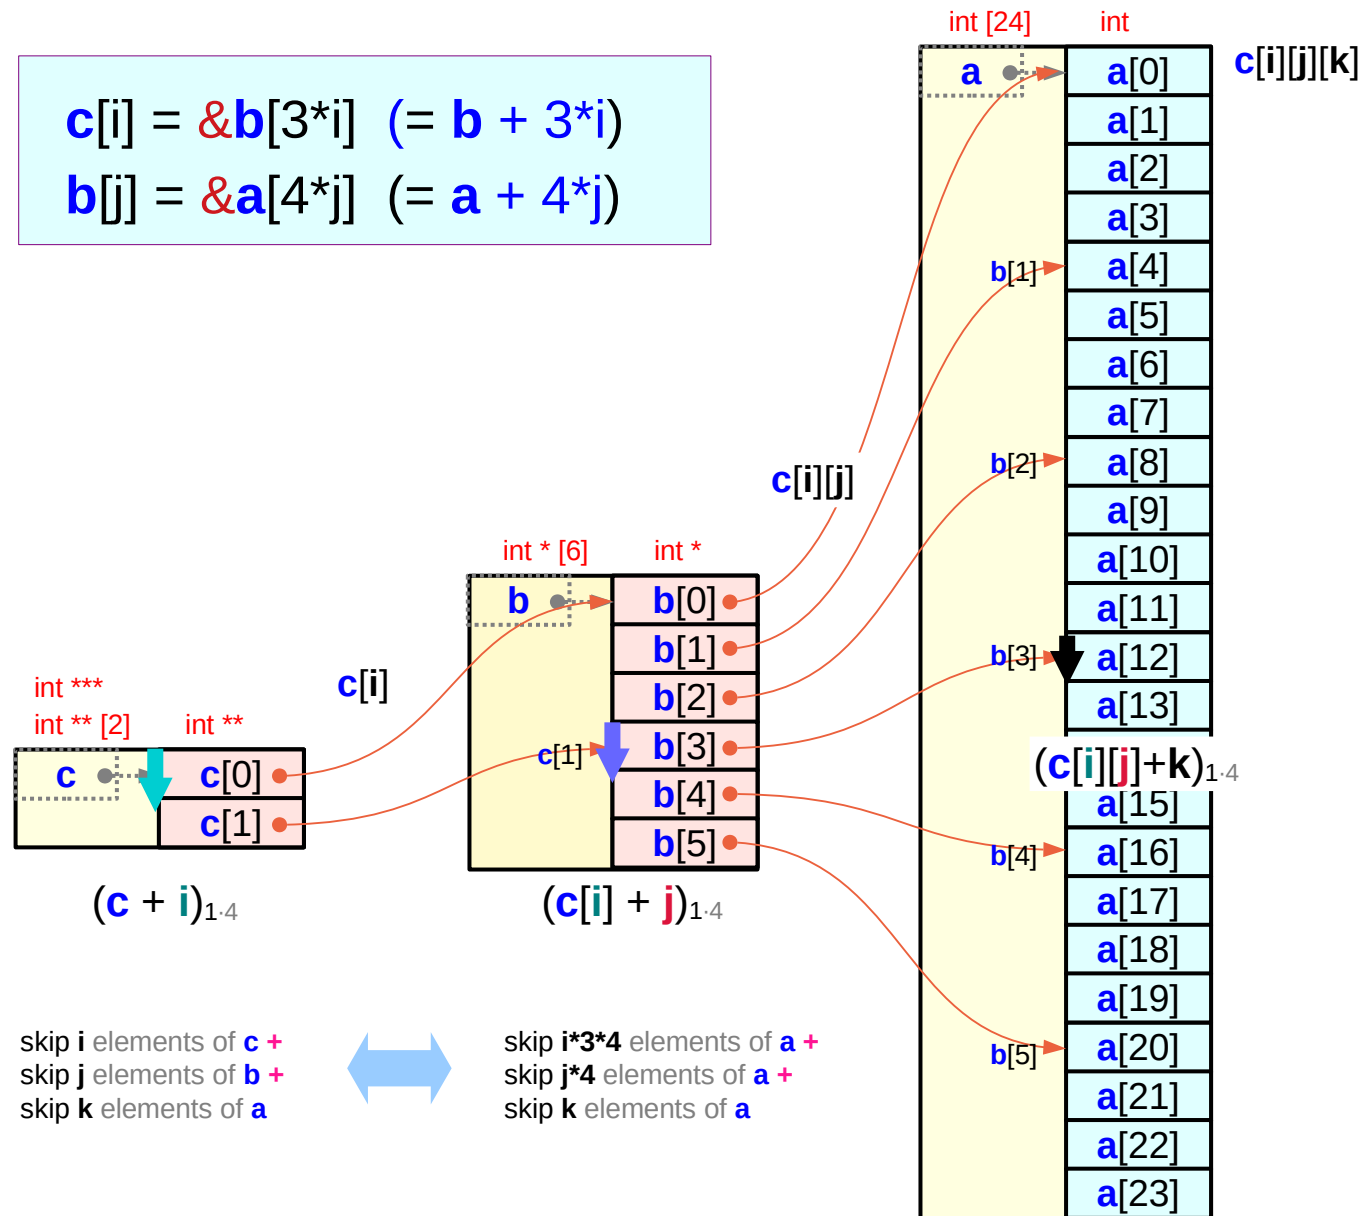 int [24] int
c[i][j][k]
c[i] = &b[3*i] (= b + 3*i)
b[j] = &a[4*j] (= a + 4*j)
a a[0]
a[1]
a[2]
a[3]
b[1] a[4]
a[5]
a[6]
a[7]
b[2] a[8]
a[9]
a[10]
a[11]
b[3] a[12]
a[13]
(c[i][j]+k)1·4
a[15]
b[4] a[16]
a[17]
a[18]
a[19]
b[5] a[20]
a[21]
a[22]
a[23]
c[i][j]
int * [6] int *
b b[0]
b[1]
b[2]
c[1] b[3]
b[4]
b[5]
(c[i] + j)1·4
c[i]
int ***
int ** [2] int **
c c[0]
c[1]
(c + i)1·4
skip i elements of c +
skip j elements of b +
skip k elements of a
skip i*3*4 elements of a +
skip j*4 elements of a +
skip k elements of a